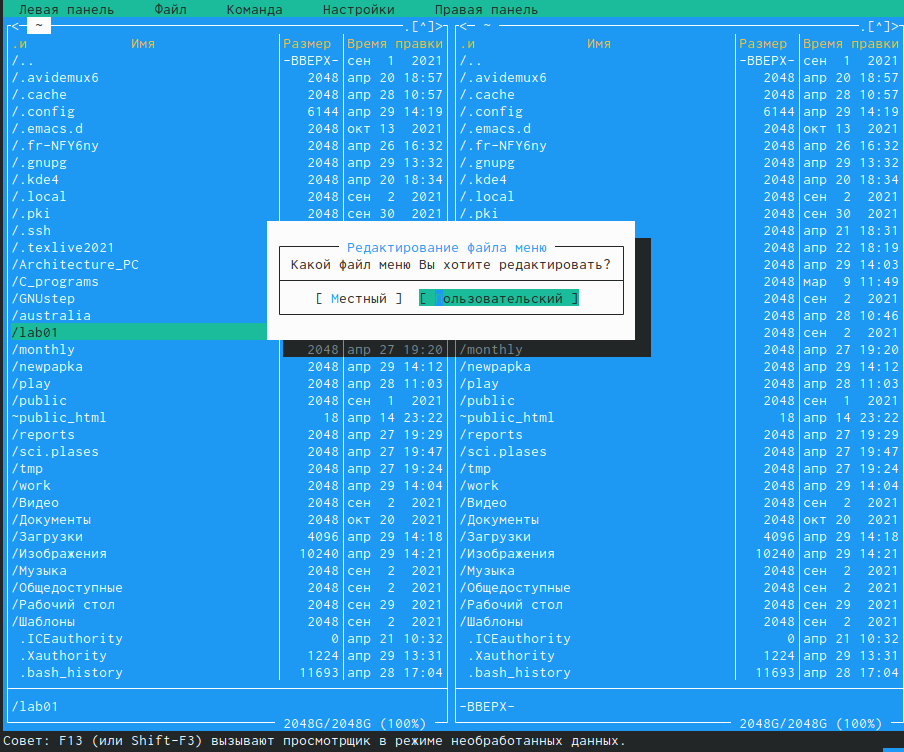 Левая панель Файл Команда Настройки Правая панель
<─ ~ .[^]> <─ ~ .[^]>
.и Имя Размер Время правки .и Имя Размер Время правки
/.. -ВВЕРХ- сен 1 2021 /.. -ВВЕРХ- сен 1 2021
/.avidemux6 2048 апр 20 18:57 /.avidemux6 2048 апр 20 18:57
/.cache 2048 апр 28 10:57 /.cache 2048 апр 28 10:57
/.config 6144 апр 29 14:19 /.config 6144 апр 29 14:19
/.emacs.d 2048 окт 13 2021 /.emacs.d 2048 окт 13 2021
/.fr-NFY6ny 2048 апр 26 16:32 /.fr-NFY6ny 2048 апр 26 16:32
/.gnupg 2048 апр 29 13:32 /.gnupg 2048 апр 29 13:32
/.kde4 2048 апр 20 18:34 /.kde4 2048 апр 20 18:34
/.local 2048 сен 2 2021 /.local 2048 сен 2 2021
/.pki 2048 сен 30 2021 /.pki 2048 сен 30 2021
/.ssh 2048 апр 21 18:31
/.texlive2021 Редактирование файла меню 2048 апр 22 18:19
/Architecture_PC Какой файл меню Вы хотите редактировать? 2048 апр 29 14:03
/C_programs 2048 мар 9 11:49
/GNUstep [ Местный ] [ Пользовательский ] 2048 сен 2 2021
/australia 2048 апр 28 10:46
/lab01 2048 сен 2 2021
/monthly 2048 апр 27 19:20 /monthly 2048 апр 27 19:20
/newpapka 2048 апр 29 14:12 /newpapka 2048 апр 29 14:12
/play 2048 апр 28 11:03 /play 2048 апр 28 11:03
/public 2048 сен 1 2021 /public 2048 сен 1 2021
~public_html 18 апр 14 23:22 ~public_html 18 апр 14 23:22
/reports 2048 апр 27 19:29 /reports 2048 апр 27 19:29
/sci.plases 2048 апр 27 19:47 /sci.plases 2048 апр 27 19:47
/tmp 2048 апр 27 19:24 /tmp 2048 апр 27 19:24
/work 2048 апр 29 14:04 /work 2048 апр 29 14:04
/Видео 2048 сен 2 2021 /Видео 2048 сен 2 2021
/Документы 2048 окт 20 2021 /Документы 2048 окт 20 2021
/Загрузки 4096 апр 29 14:18 /Загрузки 4096 апр 29 14:18
/Изображения 10240 апр 29 14:21 /Изображения 10240 апр 29 14:21
/Музыка 2048 сен 2 2021 /Музыка 2048 сен 2 2021
/Общедоступные 2048 сен 2 2021 /Общедоступные 2048 сен 2 2021
/Рабочий стол 2048 сен 29 2021 /Рабочий стол 2048 сен 29 2021
/Шаблоны 2048 сен 2 2021 /Шаблоны 2048 сен 2 2021
.ICEauthority 0 апр 21 10:32 .ICEauthority 0 апр 21 10:32
.Xauthority 1224 апр 29 13:31 .Xauthority 1224 апр 29 13:31
.bash_history 11693 апр 28 17:04 .bash_history 11693 апр 28 17:04
/lab01 -ВВЕРХ-
2048G/2048G (100%) 2048G/2048G (100%)
Совет: F13 (или Shift-F3) вызывают просмотрщик в режиме необработанных данных.